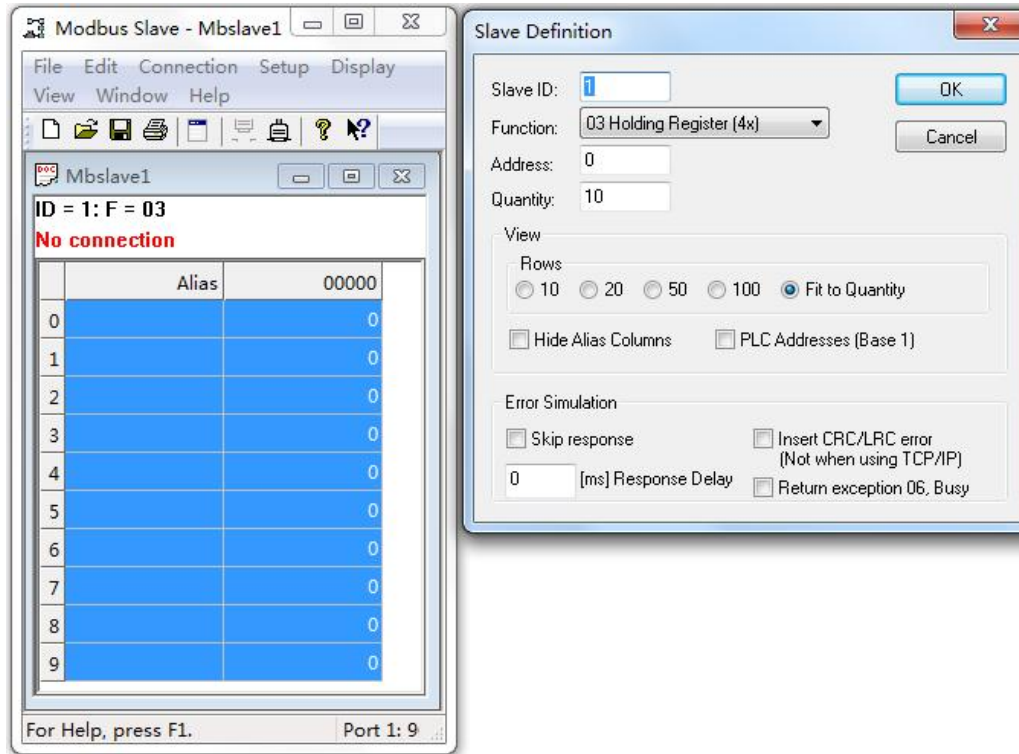 Modbus Slave - Mbslave1
File Edit Connection Setup Display
View Window Help
Mbslave1
ID = 1: F = 03
No connection
Alias 00000
0 0
1 0
2 0
3 0
4 0
5 0
6 0
7 0
8 0
9 0
For Help, press F1. Port 1: 9
Slave Definition
Slave ID: 1 OK
Function: 03 Holding Register (4x) Cancel
Address: 0
Quantity: 10
View
Rows
10 20 50 100 Fit to Quantity
Hide Alias Columns PLC Addresses (Base 1)
Error Simulation
Skip response Insert CRC/LRC error
(Not when using TCP/IP)
0 [ms] Response Delay Return exception 06, Busy